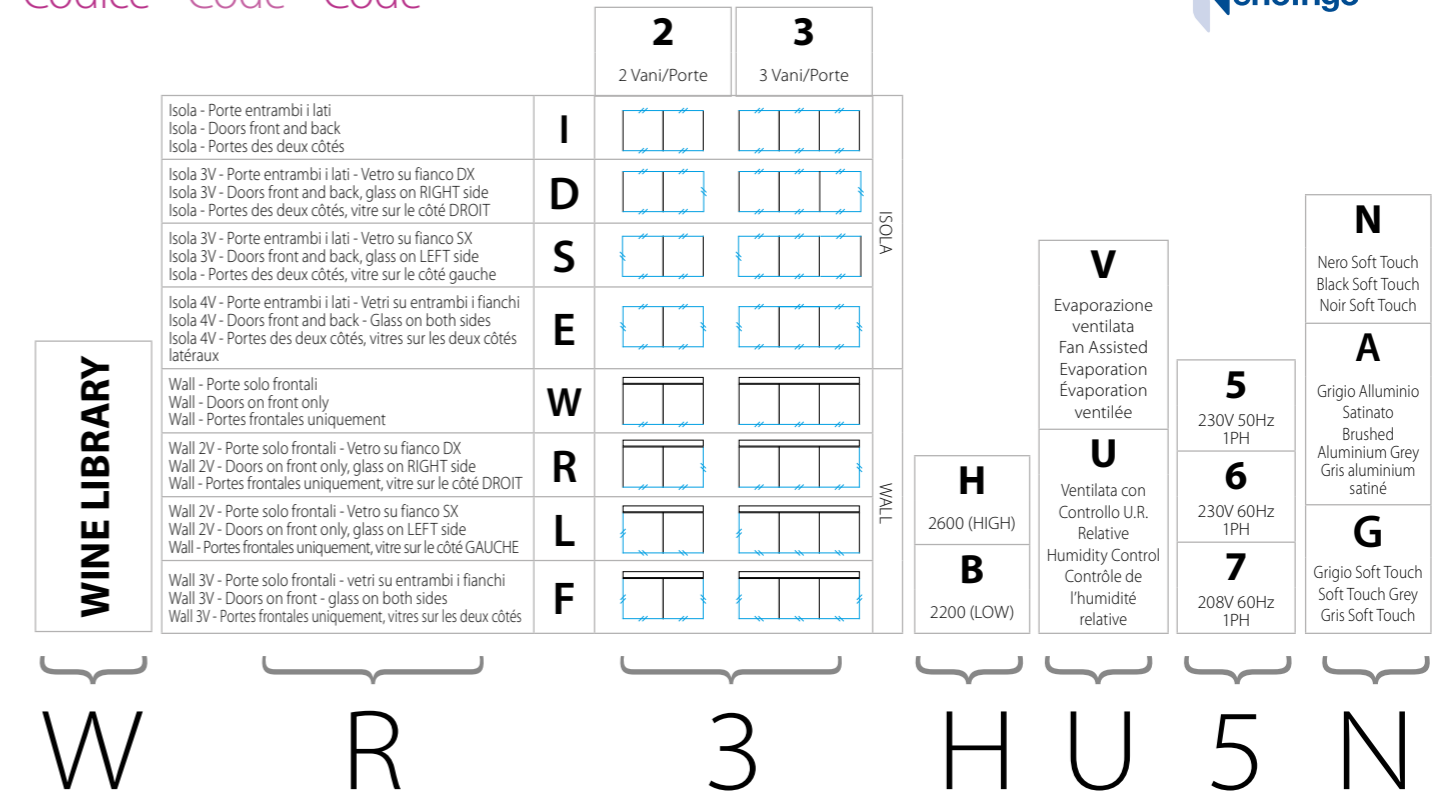 Codice - Code - Code
2
2 Vani/Porte
3
3 Vani/Porte
Isola - Porte entrambi i lati
Isola - Doors front and back
Isola - Portes des deux côtés
I
Isola 3V - Porte entrambi i lati - Vetro su fianco DX
Isola 3V - Doors front and back, glass on RIGHT side
Isola - Portes des deux côtés, vitre sur le côté DROIT
D
Isola 3V - Porte entrambi i lati - Vetro su fianco SX
Isola 3V - Doors front and back, glass on LEFT side
Isola - Portes des deux côtés, vitre sur le côté gauche
S
Isola 4V - Porte entrambi i lati - Vetri su entrambi i fianchi
Isola 4V - Doors front and back - Glass on both sides
Isola 4V - Portes des deux côtés, vitres sur les deux côtés
latéraux
E
ISOLA
Wall - Porte solo frontali
Wall - Doors on front only
Wall - Portes frontales uniquement
W
Wall 2V - Porte solo frontali - Vetro su fianco DX
Wall 2V - Doors on front only, glass on RIGHT side
Wall - Portes frontales uniquement, vitre sur le côté DROIT
R
Wall 2V - Porte solo frontali - Vetro su fianco SX
Wall 2V - Doors on front only, glass on LEFT side
Wall - Portes frontales uniquement, vitre sur le côté GAUCHE
L
Wall 3V - Porte solo frontali - vetri su entrambi i fianchi
Wall 3V - Doors on front - glass on both sides
Wall 3V - Portes frontales uniquement, vitres sur les deux côtés
F
WALL
WINE LIBRARY
H
2600 (HIGH)
B
2200 (LOW)
V
Evaporazione
ventilata
Fan Assisted
Evaporation
Évaporation
ventilée
U
Ventilata con
Controllo U.R.
Relative
Humidity Control
Contrôle de
l'humidité
relative
5
230V 50Hz
1PH
6
230V 60Hz
1PH
7
208V 60Hz
1PH
N
Nero Soft Touch
Black Soft Touch
Noir Soft Touch
A
Grigio Alluminio
Satinato
Brushed
Aluminium Grey
Gris aluminium
satiné
G
Grigio Soft Touch
Soft Touch Grey
Gris Soft Touch
W R 3 H U 5 N